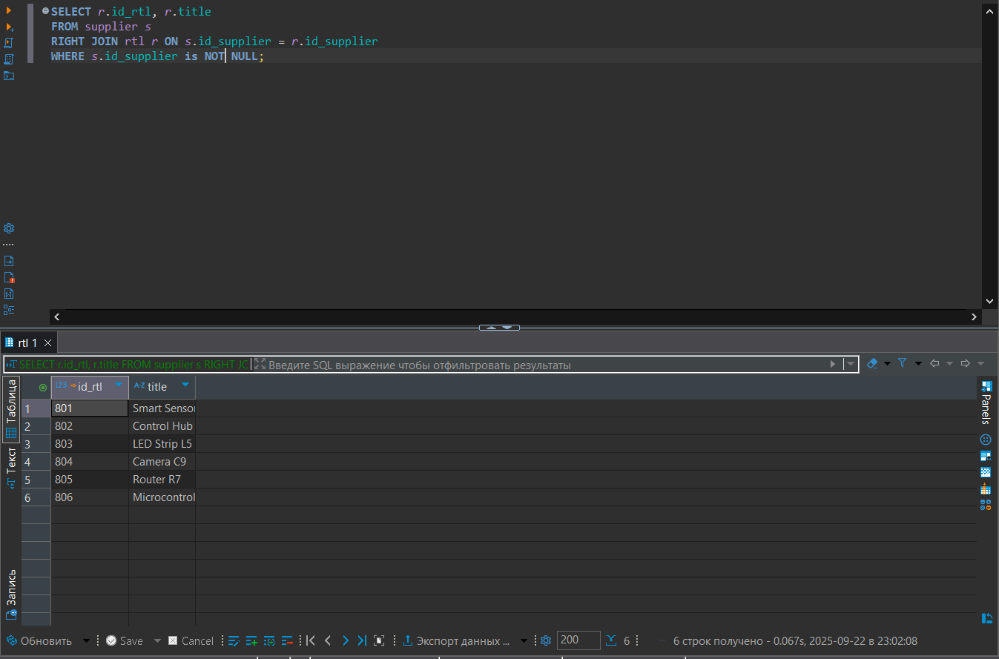 SELECT r.id_rtl, r.title
FROM supplier s
RIGHT JOIN rtl r ON s.id_supplier = r.id_supplier
WHERE s.id_supplier is NOT NULL;
rtl 1
SELECT r.id_rtl, r.title FROM supplier s RIGHT JC
Введите SQL выражение чтобы отфильтровать результаты
Таблица
Текст
Запись
123 id_rtl A-Z title
1 801 Smart Sensor
2 802 Control Hub
3 803 LED Strip L5
4 804 Camera C9
5 805 Router R7
6 806 Microcontrol
Panels
Обновить Save Cancel Экспорт данных ... 200 6 6 строк получено - 0.067s, 2025-09-22 в 23:02:08